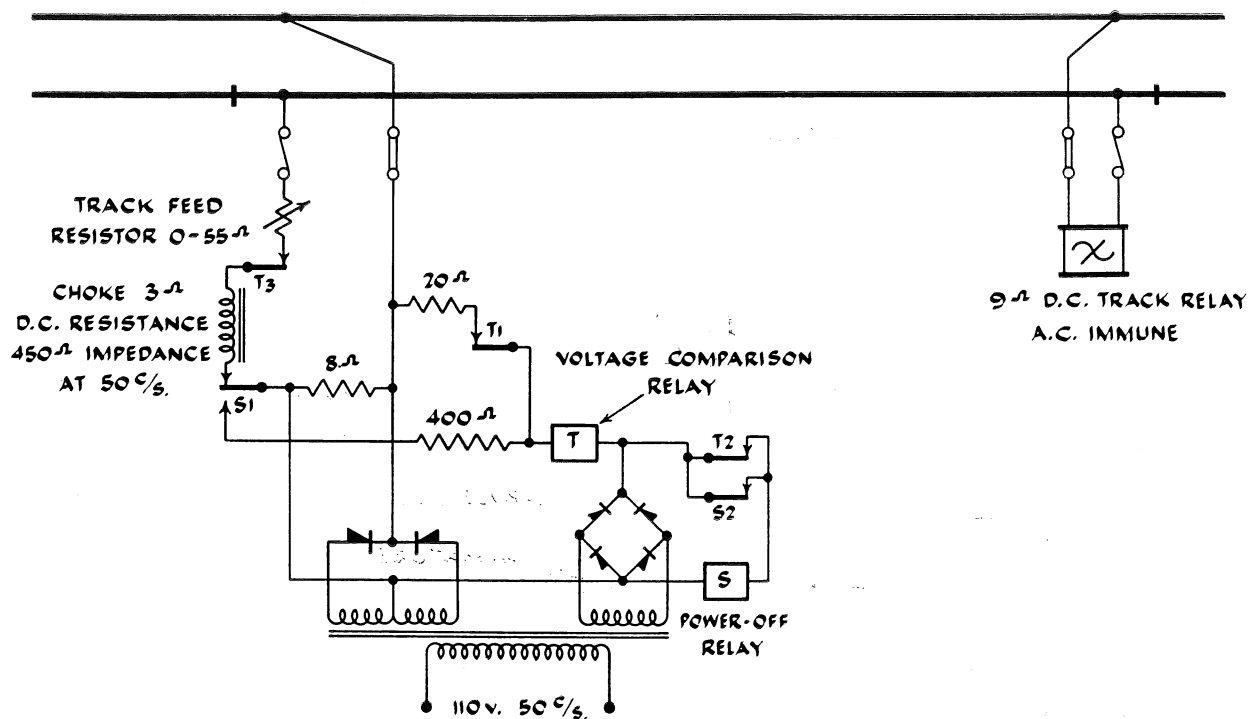 TRACK FEED
RESISTOR 0-55Ω
T3
CHOKE 3Ω
D.C. RESISTANCE
450Ω IMPEDANCE
AT 50 C/S.
20Ω
T1
8Ω
S1
400Ω
VOLTAGE COMPARISON
RELAY
T
T2
S2
S
POWER-OFF
RELAY
110V. 50 C/S.
9Ω D.C. TRACK RELAY
A.C. IMMUNE